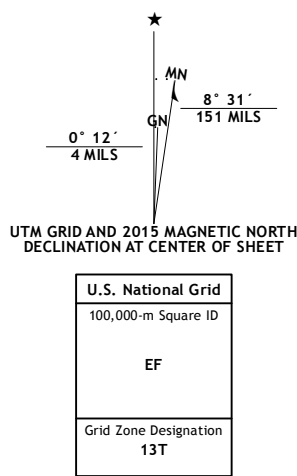 ★
MN
GN
8° 31´
151 MILS
0° 12´
4 MILS
UTM GRID AND 2015 MAGNETIC NORTH
DECLINATION AT CENTER OF SHEET
U.S. National Grid
100,000-m Square ID
EF
Grid Zone Designation
13T